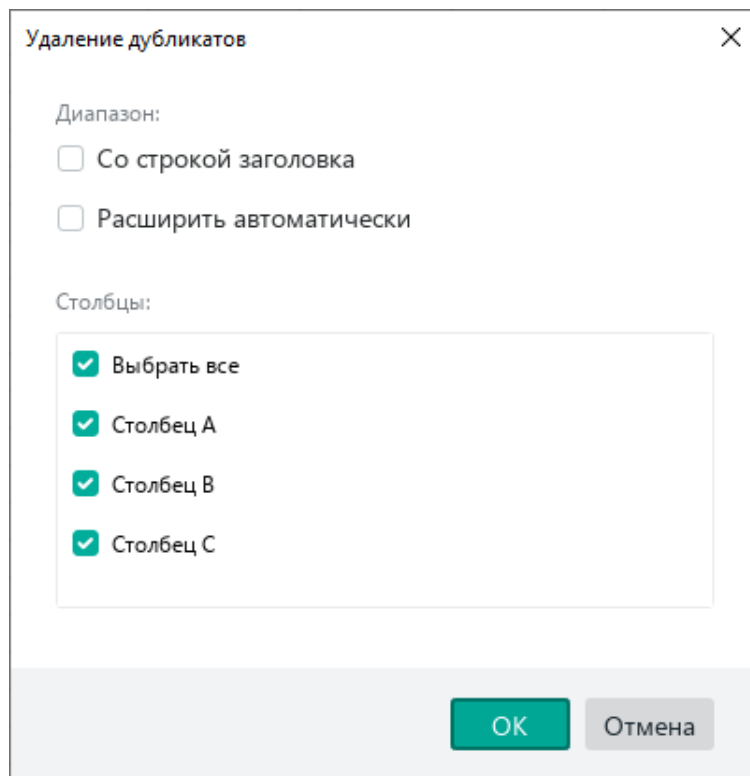 Удаление дубликатов
Диапазон:
Со строкой заголовка
Расширить автоматически
Столбцы:
Выбрать все
Столбец A
Столбец B
Столбец C
OK Отмена